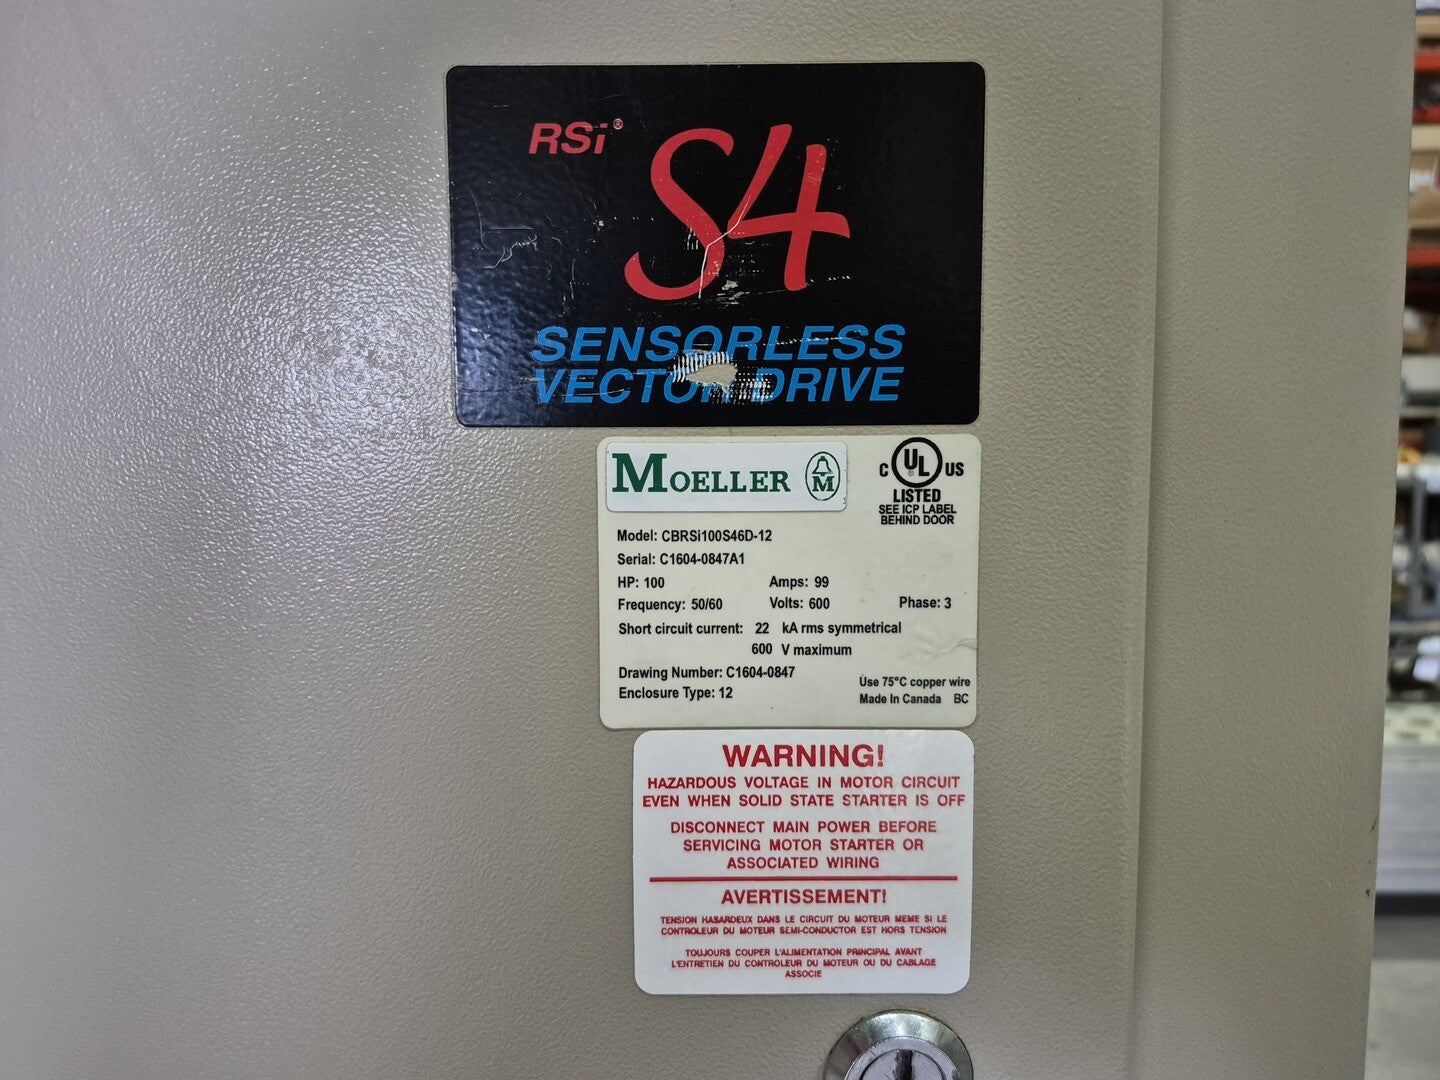 RSi®
S4
SENSORLESS
VECTOR DRIVE
MOELLER M
C UL® US
LISTED
SEE ICP LABEL
BEHIND DOOR
Model: CBRSi100S46D-12
Serial: C1604-0847A1
HP: 100 Amps: 99
Frequency: 50/60 Volts: 600 Phase: 3
Short circuit current: 22 kA rms symmetrical
600 V maximum
Drawing Number: C1604-0847
Enclosure Type: 12
Use 75°C copper wire
Made In Canada BC
WARNING!
HAZARDOUS VOLTAGE IN MOTOR CIRCUIT
EVEN WHEN SOLID STATE STARTER IS OFF
DISCONNECT MAIN POWER BEFORE
SERVICING MOTOR STARTER OR
ASSOCIATED WIRING
AVERTISSEMENT!
TENSION HASARDEUX DANS LE CIRCUIT DU MOTEUR MEME SI LE
CONTROLEUR DU MOTEUR SEMI-CONDUCTOR EST HORS TENSION
TOUJOURS COUPER L'ALIMENTATION PRINCIPAL AVANT
L'ENTRETIEN DU CONTROLEUR DU MOTEUR OU DU CABLAGE
ASSOCIE